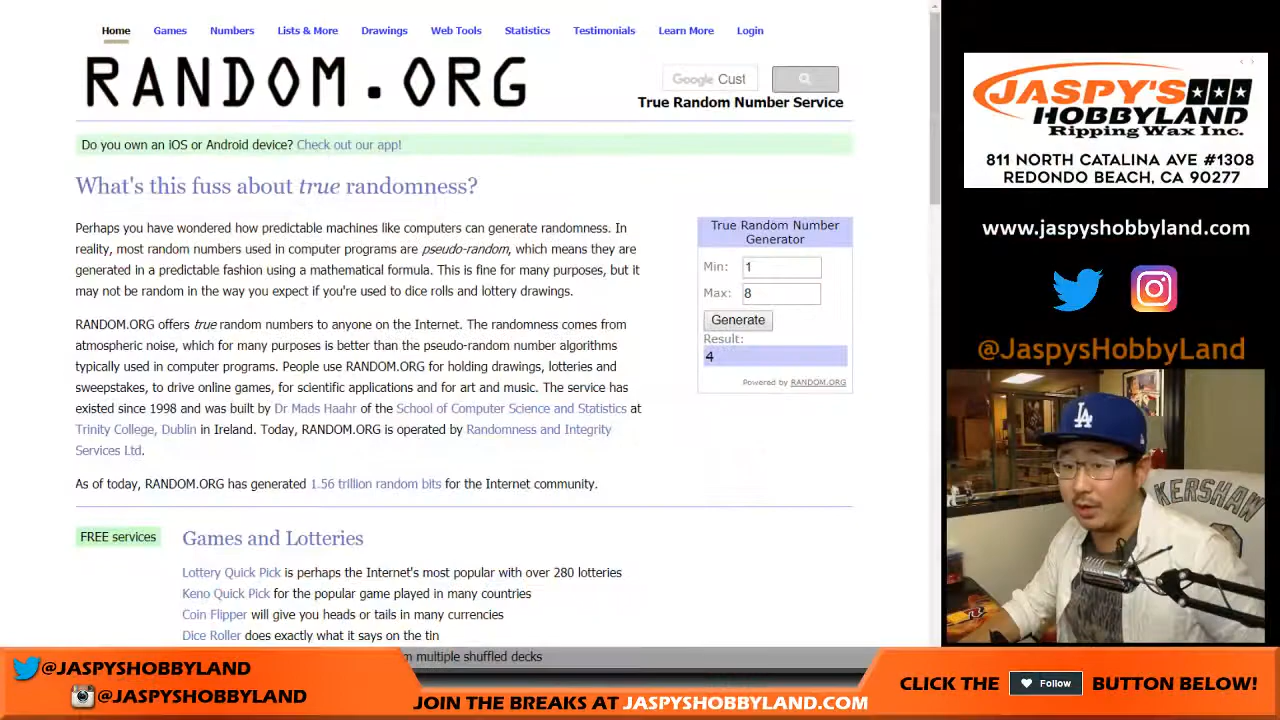 Home Games Numbers Lists & More Drawings Web Tools Statistics Testimonials Learn More Login
RANDOM.ORG
Google Cust
True Random Number Service
Do you own an iOS or Android device? Check out our app!
What's this fuss about true randomness?
Perhaps you have wondered how predictable machines like computers can generate randomness. In
reality, most random numbers used in computer programs are pseudo-random, which means they are
generated in a predictable fashion using a mathematical formula. This is fine for many purposes, but it
may not be random in the way you expect if you're used to dice rolls and lottery drawings.
RANDOM.ORG offers true random numbers to anyone on the Internet. The randomness comes from
atmospheric noise, which for many purposes is better than the pseudo-random number algorithms
typically used in computer programs. People use RANDOM.ORG for holding drawings, lotteries and
sweepstakes, to drive online games, for scientific applications and for art and music. The service has
existed since 1998 and was built by Dr Mads Haahr of the School of Computer Science and Statistics at
Trinity College, Dublin in Ireland. Today, RANDOM.ORG is operated by Randomness and Integrity
Services Ltd.
As of today, RANDOM.ORG has generated 1.56 trillion random bits for the Internet community.
True Random Number
Generator
Min: 1
Max: 8
Generate
Result:
4
Powered by RANDOM.ORG
FREE services
Games and Lotteries
Lottery Quick Pick is perhaps the Internet's most popular with over 280 lotteries
Keno Quick Pick for the popular game played in many countries
Coin Flipper will give you heads or tails in many currencies
Dice Roller does exactly what it says on the tin
multiple shuffled decks
JASPY'S
HOBBYLAND
Ripping Wax Inc.
811 NORTH CATALINA AVE #1308
REDONDO BEACH, CA 90277
www.jaspyshobbyland.com
@JaspysHobbyLand
LA
KERSHAW
@JASPYSHOBBYLAND
@JASPYSHOBBYLAND
JOIN THE BREAKS AT JASPYSHOBBYLAND.COM
CLICK THE Follow BUTTON BELOW!